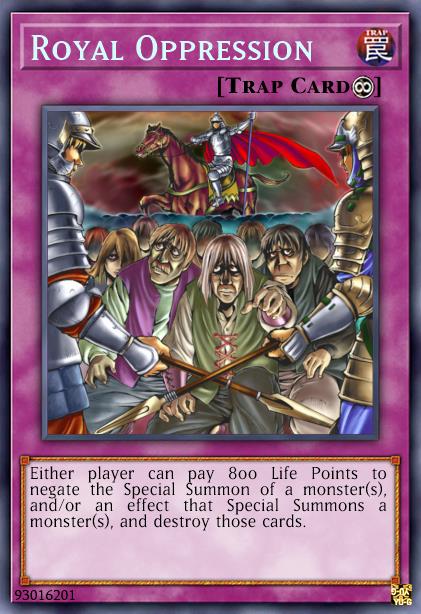 Royal Oppression
TRAP
罠
[Trap Card]
Either player can pay 800 Life Points to
negate the Special Summon of a monster(s),
and/or an effect that Special Summons a
monster(s), and destroy those cards.
93016201